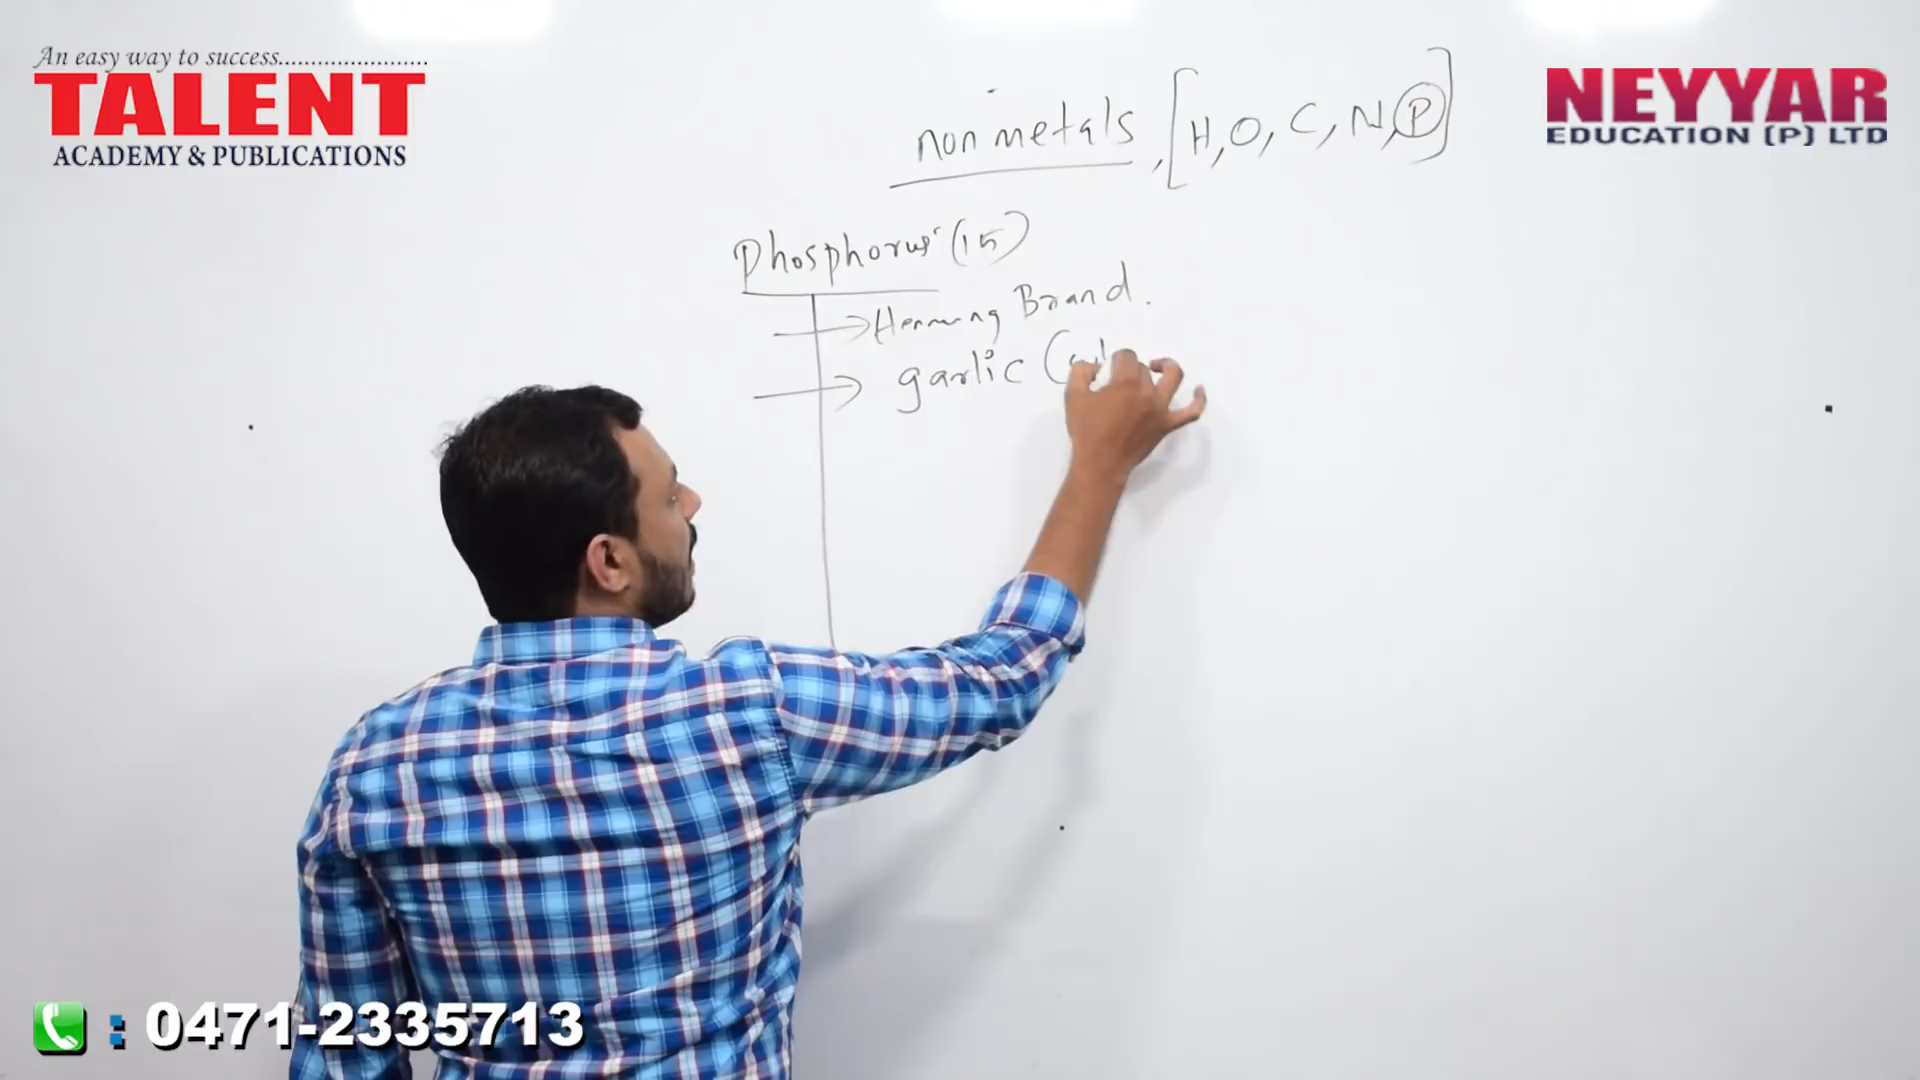 An easy way to success........................
TALENT
ACADEMY & PUBLICATIONS
NEYYAR
EDUCATION (P) LTD
non metals, [H, O, C, N, P]
Phosphorus (15)
→ Henning Brand.
→ garlic (
: 0471-2335713